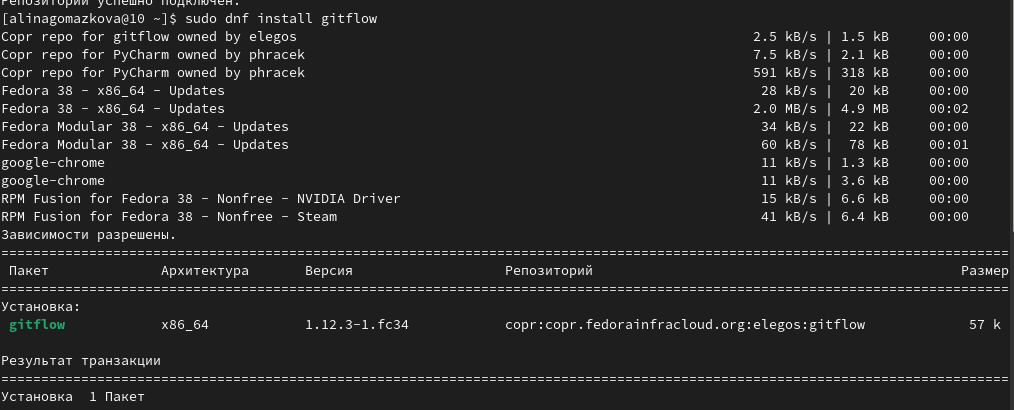 Репозиторий успешно подключен.
[alinagomazkova@10 ~]$ sudo dnf install gitflow
Copr repo for gitflow owned by elegos 2.5 kB/s | 1.5 kB 00:00
Copr repo for PyCharm owned by phracek 7.5 kB/s | 2.1 kB 00:00
Copr repo for PyCharm owned by phracek 591 kB/s | 318 kB 00:00
Fedora 38 - x86_64 - Updates 28 kB/s | 20 kB 00:00
Fedora 38 - x86_64 - Updates 2.0 MB/s | 4.9 MB 00:02
Fedora Modular 38 - x86_64 - Updates 34 kB/s | 22 kB 00:00
Fedora Modular 38 - x86_64 - Updates 60 kB/s | 78 kB 00:01
google-chrome 11 kB/s | 1.3 kB 00:00
google-chrome 11 kB/s | 3.6 kB 00:00
RPM Fusion for Fedora 38 - Nonfree - NVIDIA Driver 15 kB/s | 6.6 kB 00:00
RPM Fusion for Fedora 38 - Nonfree - Steam 41 kB/s | 6.4 kB 00:00
Зависимости разрешены.
Пакет Архитектура Версия Репозиторий Размер
Установка:
gitflow x86_64 1.12.3-1.fc34 copr:copr.fedorainfracloud.org:elegos:gitflow 57 k
Результат транзакции
Установка 1 Пакет